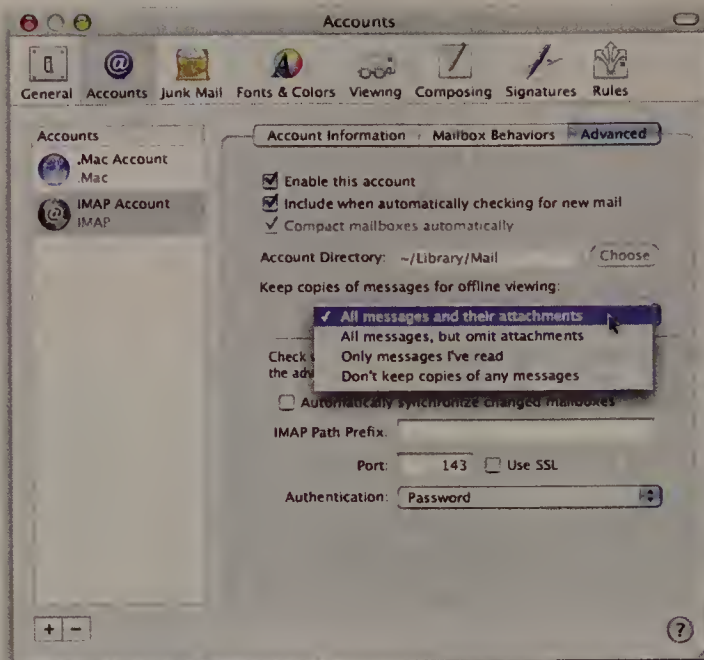 Accounts
General Accounts Junk Mail Fonts & Colors Viewing Composing Signatures Rules
Accounts
.Mac Account
.Mac
IMAP Account
IMAP
Account Information Mailbox Behaviors Advanced
Enable this account
Include when automatically checking for new mail
Compact mailboxes automatically
Account Directory: ~/Library/Mail Choose
Keep copies of messages for offline viewing:
All messages and their attachments
All messages, but omit attachments
Only messages I've read
Don't keep copies of any messages
Check
the
Automatically synchronize changed mailboxes
IMAP Path Prefix:
Port: 143 Use SSL
Authentication: Password
+ -
?